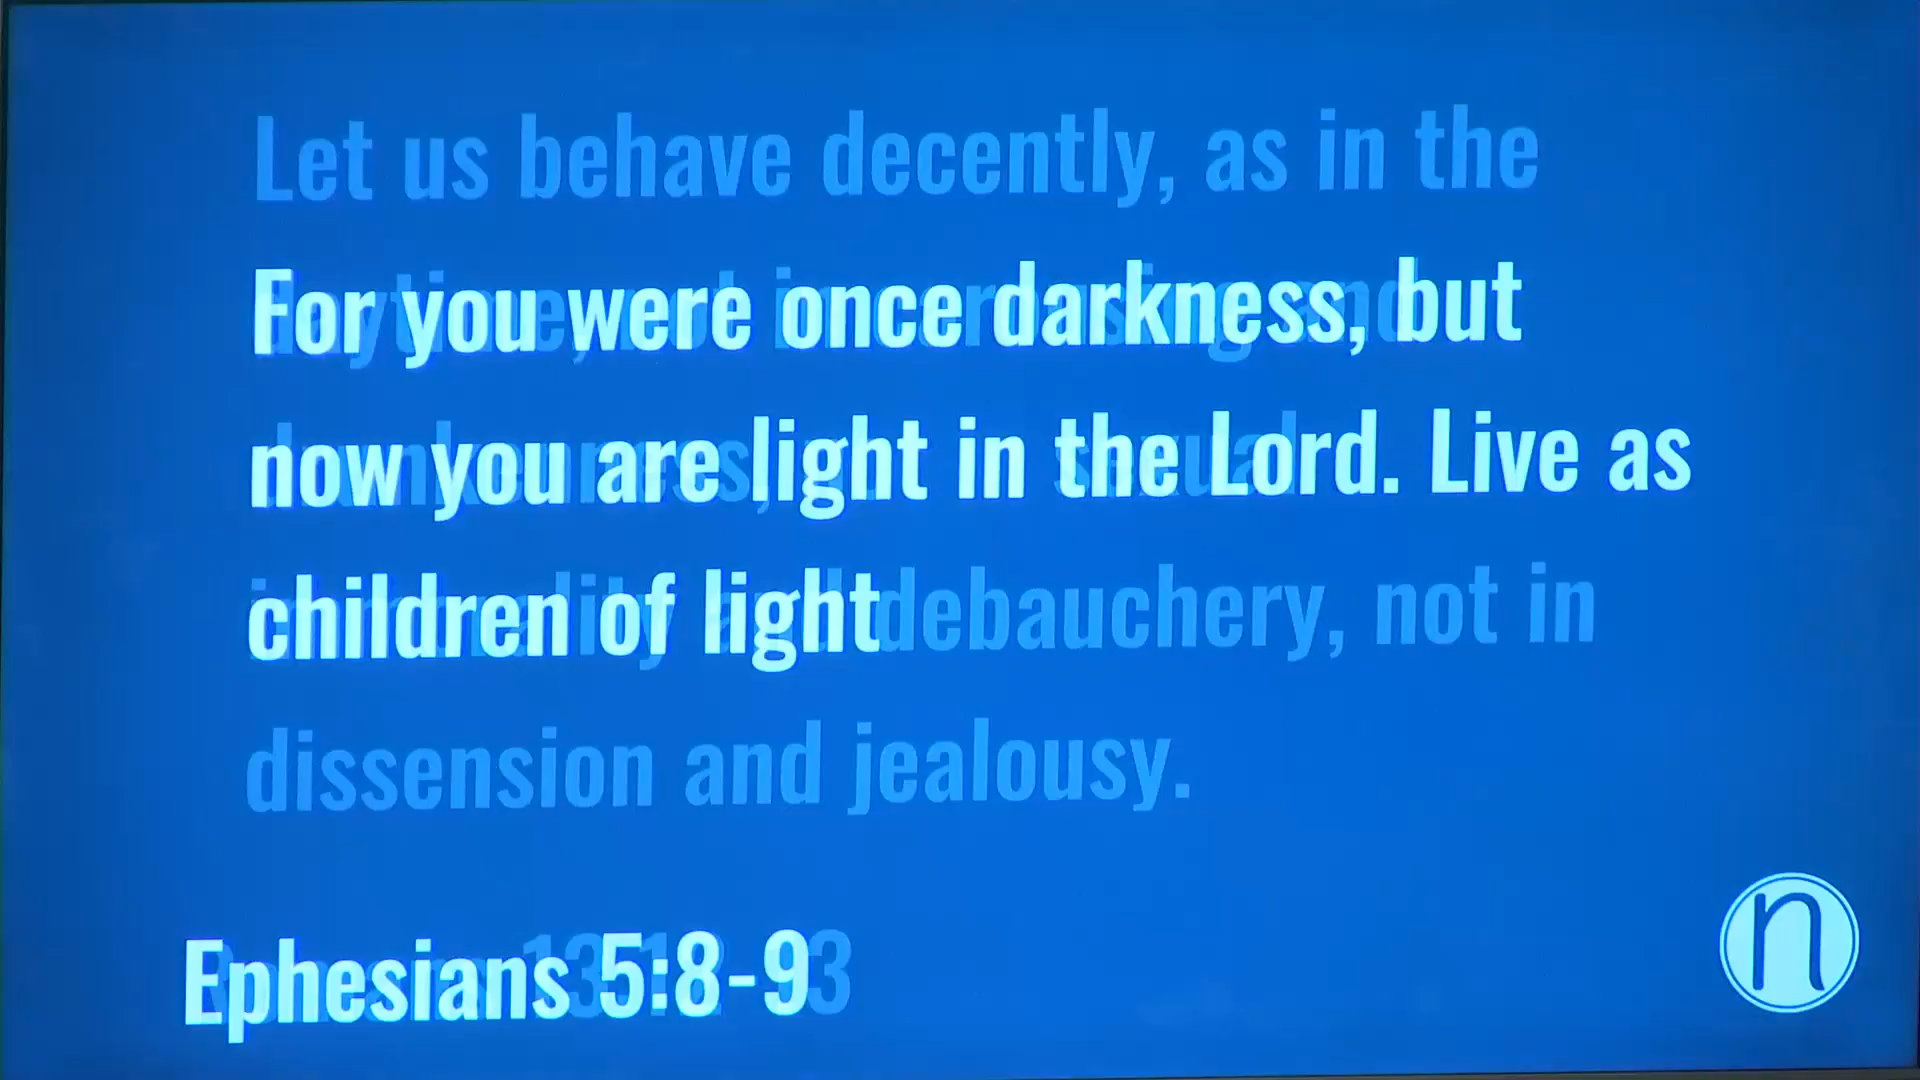 Let us behave decently, as in the
For you were once darkness, but
now you are light in the Lord. Live as
children of light
debauchery, not in
dissension and jealousy.
Ephesians 5:8-9
n